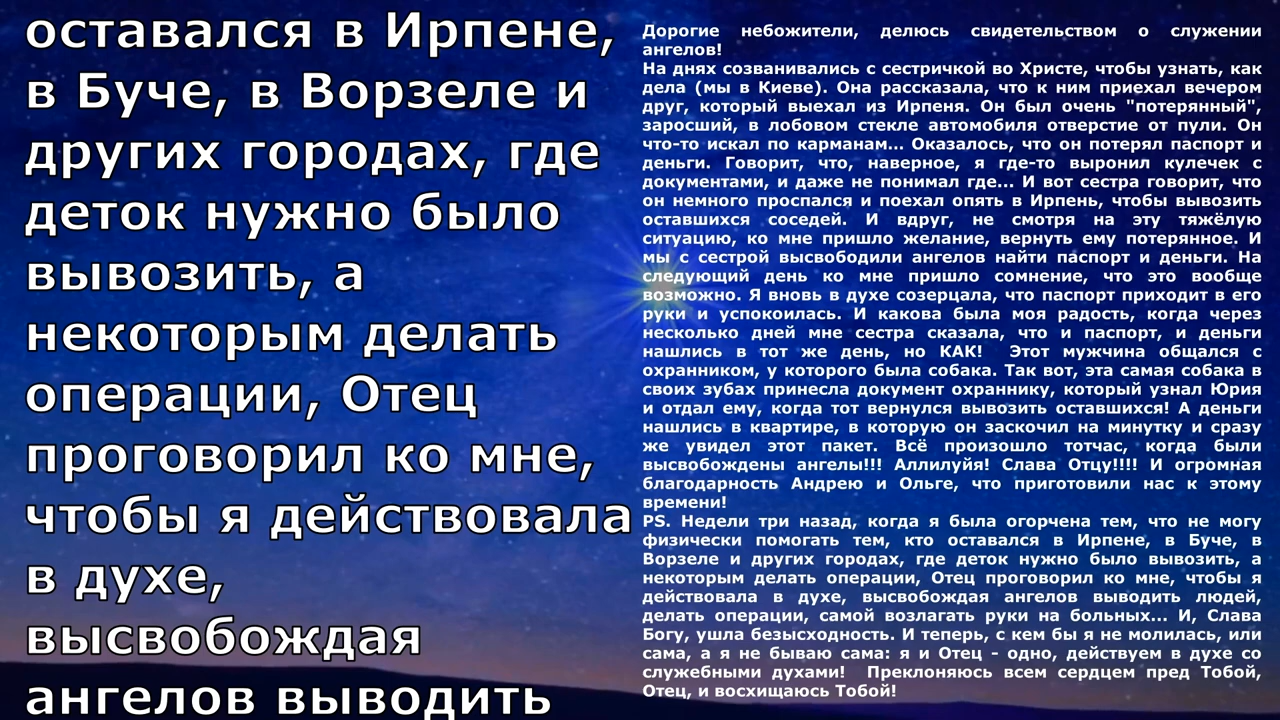 оставался в Ирпене,
в Буче, в Ворзеле и
других городах, где
деток нужно было
вывозить, а
некоторым делать
операции, Отец
проговорил ко мне,
чтобы я действовала
в духе,
высвобождая
ангелов выводить
Дорогие небожители, делюсь свидетельством о служении
ангелов!
На днях созванивались с сестричкой во Христе, чтобы узнать, как
дела (мы в Киеве). Она рассказала, что к ним приехал вечером
друг, который выехал из Ирпеня. Он был очень "потерянный",
заросший, в лобовом стекле автомобиля отверстие от пули. Он
что-то искал по карманам... Оказалось, что он потерял паспорт и
деньги. Говорит, что, наверное, я где-то выронил кулечек с
документами, и даже не понимал где... И вот сестра говорит, что
он немного проспался и поехал опять в Ирпень, чтобы вывозить
оставшихся соседей. И вдруг, не смотря на эту тяжёлую
ситуацию, ко мне пришло желание, вернуть ему потерянное. И
мы с сестрой высвободили ангелов найти паспорт и деньги. На
следующий день ко мне пришло сомнение, что это вообще
возможно. Я вновь в духе созерцала, что паспорт приходит в его
руки и успокоилась. И какова была моя радость, когда через
несколько дней мне сестра сказала, что и паспорт, и деньги
нашлись в тот же день, но КАК! Этот мужчина общался с
охранником, у которого была собака. Так вот, эта самая собака в
своих зубах принесла документ охраннику, который узнал Юрия
и отдал ему, когда тот вернулся вывозить оставшихся! А деньги
нашлись в квартире, в которую он заскочил на минутку и сразу
же увидел этот пакет. Всё произошло тотчас, когда были
высвобождены ангелы!!! Аллилуйя! Слава Отцу!!!! И огромная
благодарность Андрею и Ольге, что приготовили нас к этому
времени!
PS. Недели три назад, когда я была огорчена тем, что не могу
физически помогать тем, кто оставался в Ирпене, в Буче, в
Ворзеле и других городах, где деток нужно было вывозить, а
некоторым делать операции, Отец проговорил ко мне, чтобы я
действовала в духе, высвобождая ангелов выводить людей,
делать операции, самой возлагать руки на больных... И, Слава
Богу, ушла безысходность. И теперь, с кем бы я не молилась, или
сама, а я не бываю сама: я и Отец - одно, действуем в духе со
служебными духами! Преклоняюсь всем сердцем пред Тобой,
Отец, и восхищаюсь Тобой!